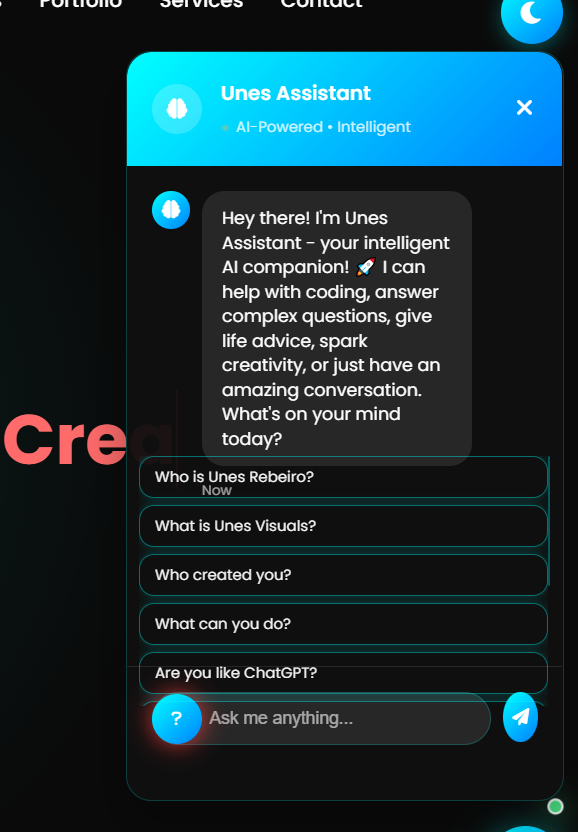 Portfolio Services Contact
Unes Assistant
AI-Powered • Intelligent
Hey there! I'm Unes
Assistant - your intelligent
AI companion! 🚀 I can
help with coding, answer
complex questions, give
life advice, spark
creativity, or just have an
amazing conversation.
What's on your mind
today?
Crea
Who is Unes Rebeiro?
Now
What is Unes Visuals?
Who created you?
What can you do?
Are you like ChatGPT?
? Ask me anything...